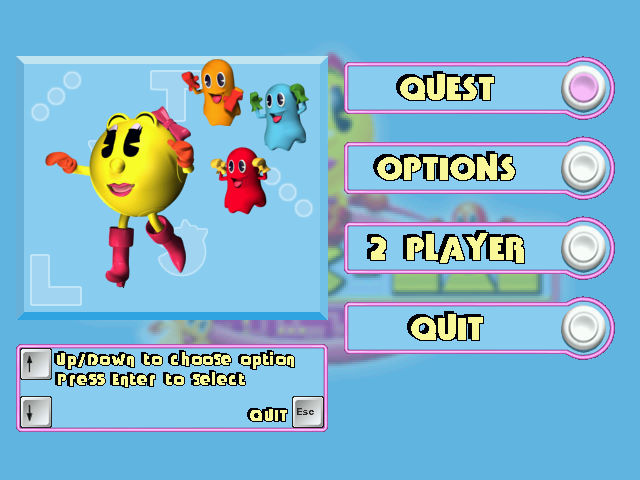 QUEST
OPTIONS
2 PLAYER
QUIT
Up/Down to choose option
Press Enter to Select
QUIT Esc